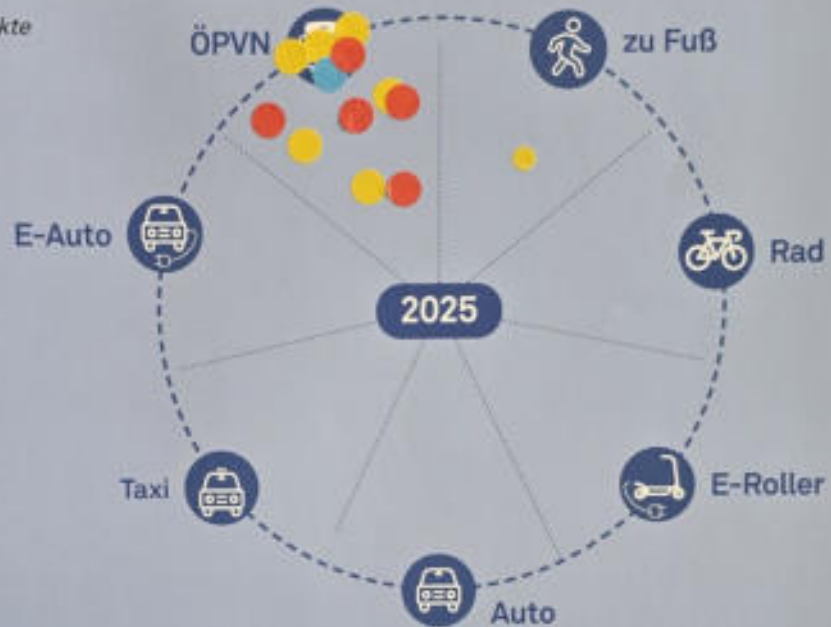 kte
ÖPVN
zu Fuß
E-Auto
Rad
2025
Taxi
E-Roller
Auto